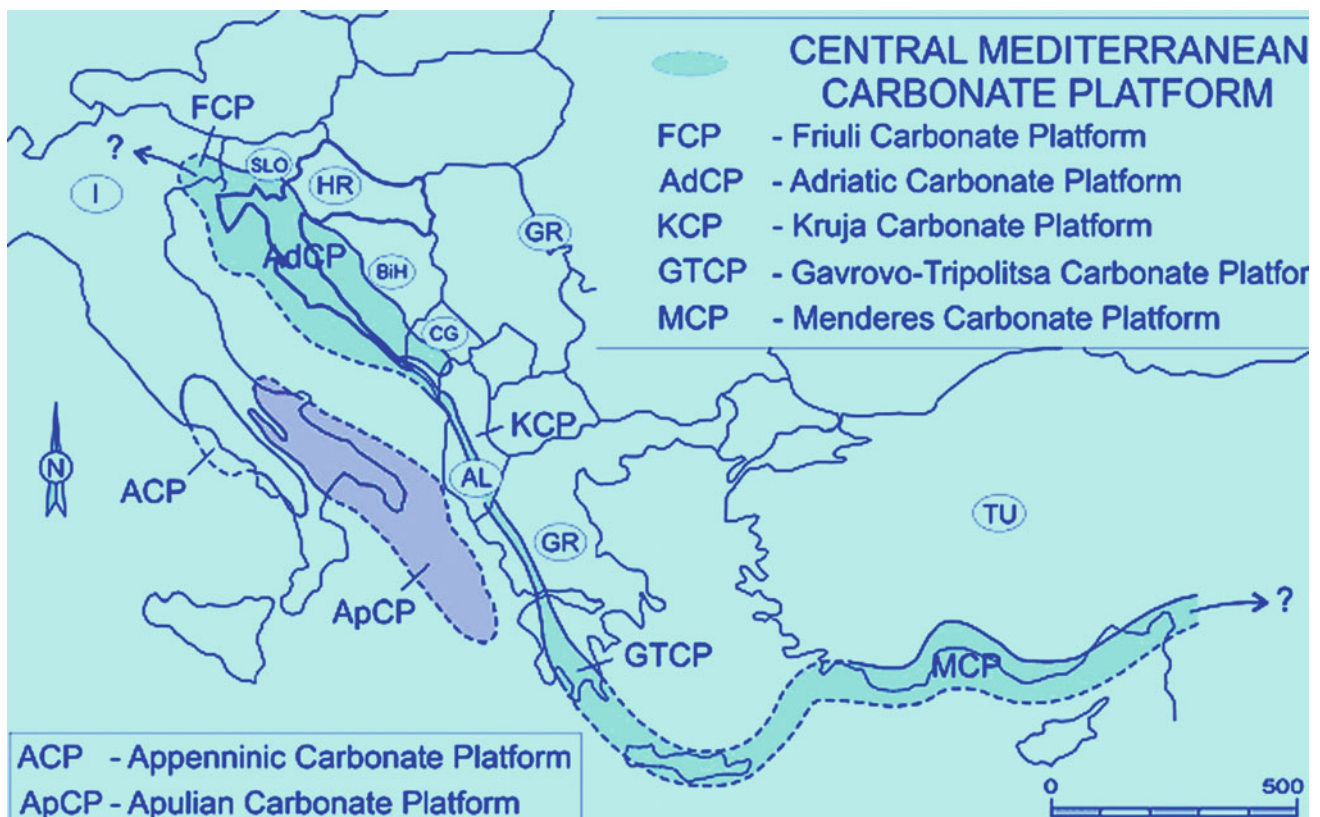 CENTRAL MEDITERRANEAN
CARBONATE PLATFORM
FCP - Friuli Carbonate Platform
AdCP - Adriatic Carbonate Platform
KCP - Kruja Carbonate Platform
GTCP - Gavrovo-Tripolitsa Carbonate Platfor
MCP - Menderes Carbonate Platform
FCP
?
SLO
HR
I
GR
AdCP
BiH
CG
KCP
N
ACP
AL
TU
GR
ApCP
?
GTCP
MCP
ACP - Appenninic Carbonate Platform
ApCP - Apulian Carbonate Platform
0 500